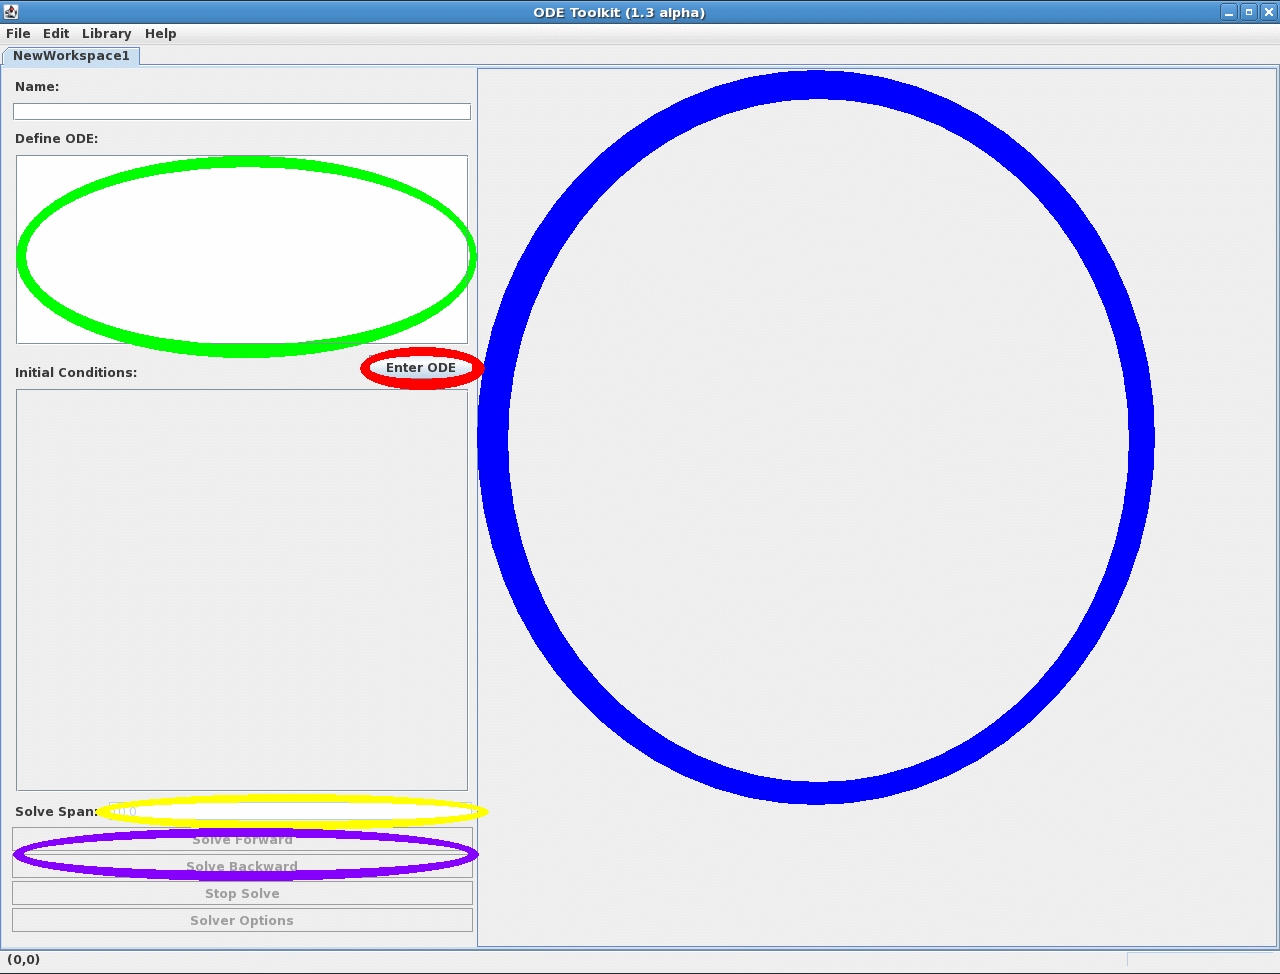 ODE Toolkit (1.3 alpha)
File Edit Library Help
NewWorkspace1
Name:
Define ODE:
Enter ODE
Initial Conditions:
Solve Span:
Solve Forward
Solve Backward
Stop Solve
Solver Options
(0,0)